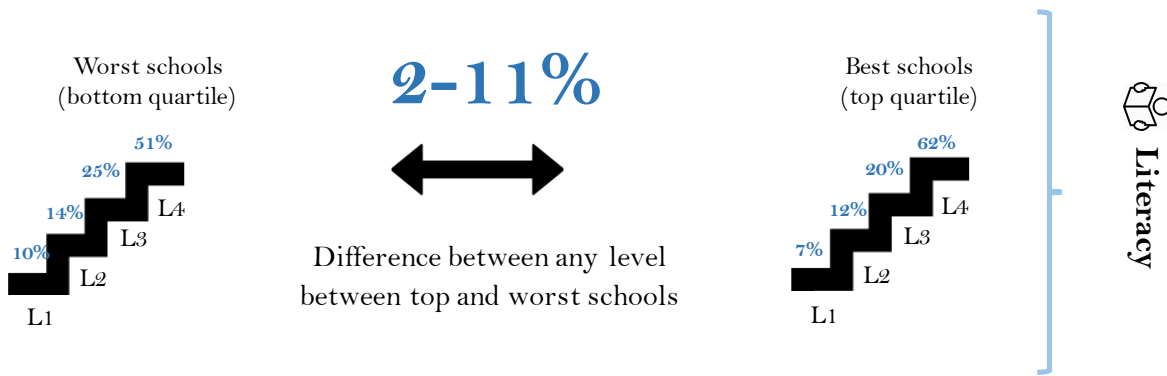 Worst schools
(bottom quartile)
51%
25%
14%
10%
L4
L3
L2
L1
2-11%
Difference between any level
between top and worst schools
Best schools
(top quartile)
62%
20%
12%
7%
L4
L3
L2
L1
Literacy